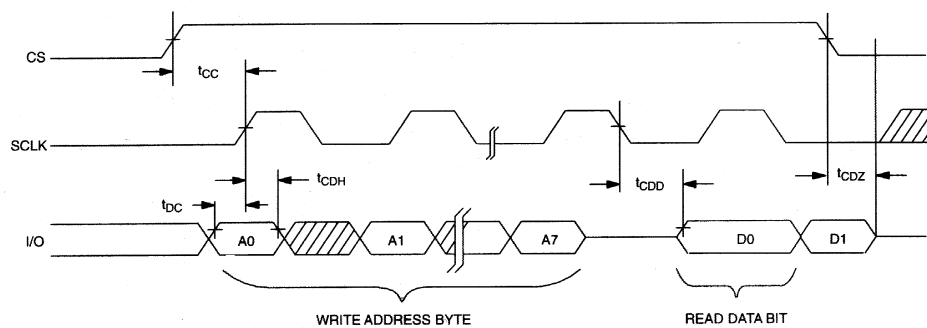 CS
tCC
SCLK
tCDH
tCDD
tCDZ
tDC
I/O
A0
A1
A7
D0
D1
WRITE ADDRESS BYTE
READ DATA BIT